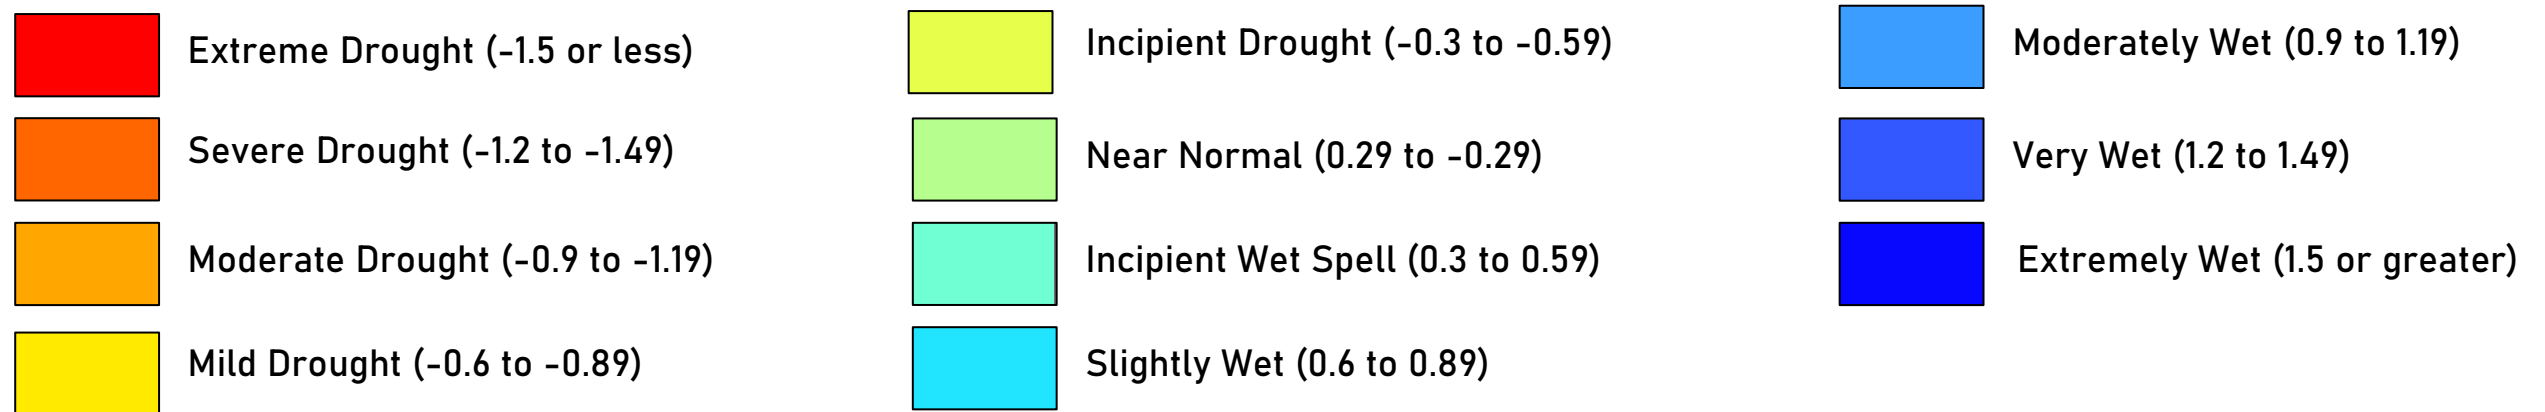 Extreme Drought (-1.5 or less)
Severe Drought (-1.2 to -1.49)
Moderate Drought (-0.9 to -1.19)
Mild Drought (-0.6 to -0.89)
Incipient Drought (-0.3 to -0.59)
Near Normal (0.29 to -0.29)
Incipient Wet Spell (0.3 to 0.59)
Slightly Wet (0.6 to 0.89)
Moderately Wet (0.9 to 1.19)
Very Wet (1.2 to 1.49)
Extremely Wet (1.5 or greater)